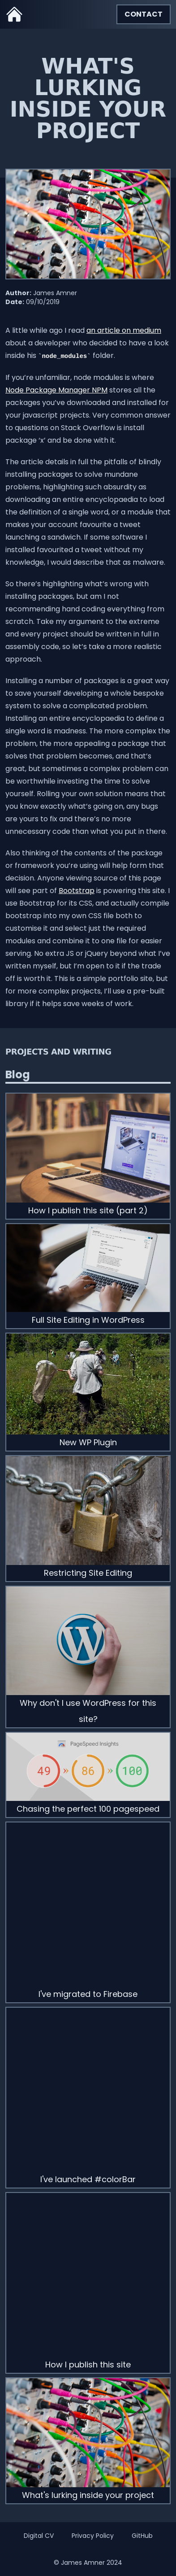 CONTACT
WHAT'S
LURKING
INSIDE YOUR
PROJECT
Author: James Amner
Date: 09/10/2019
A little while ago I read an article on medium
about a developer who decided to have a look
inside his `node_modules` folder.
If you’re unfamiliar, node modules is where
Node Package Manager NPM stores all the
packages you’ve downloaded and installed for
your javascript projects. Very common answer
to questions on Stack Overflow is install
package ‘x’ and be done with it.
The article details in full the pitfalls of blindly
installing packages to solve mundane
problems, highlighting such absurdity as
downloading an entire encyclopaedia to load
the definition of a single word, or a module that
makes your account favourite a tweet
launching a sandwich. If some software I
installed favourited a tweet without my
knowledge, I would describe that as malware.
So there’s highlighting what’s wrong with
installing packages, but am I not
recommending hand coding everything from
scratch. Take my argument to the extreme
and every project should be written in full in
assembly code, so let’s take a more realistic
approach.
Installing a number of packages is a great way
to save yourself developing a whole bespoke
system to solve a complicated problem.
Installing an entire encyclopaedia to define a
single word is madness. The more complex the
problem, the more appealing a package that
solves that problem becomes, and that’s
great, but sometimes a complex problem can
be worthwhile investing the time to solve
yourself. Rolling your own solution means that
you know exactly what’s going on, any bugs
are yours to fix and there’s no more
unnecessary code than what you put in there.
Also thinking of the contents of the package
or framework you’re using will help form that
decision. Anyone viewing source of this page
will see part of Bootstrap is powering this site. I
use Bootstrap for its CSS, and actually compile
bootstrap into my own CSS file both to
customise it and select just the required
modules and combine it to one file for easier
serving. No extra JS or jQuery beyond what I’ve
written myself, but I’m open to it if the trade
off is worth it. This is a simple portfolio site, but
for more complex projects, I’ll use a pre-built
library if it helps save weeks of work.
PROJECTS AND WRITING
Blog
How I publish this site (part 2)
Full Site Editing in WordPress
New WP Plugin
Restricting Site Editing
Why don't I use WordPress for this
site?
PageSpeed Insights
49 » 86 » 100
Chasing the perfect 100 pagespeed
I've migrated to Firebase
I've launched #colorBar
How I publish this site
What's lurking inside your project
Digital CV Privacy Policy GitHub
© James Amner 2024